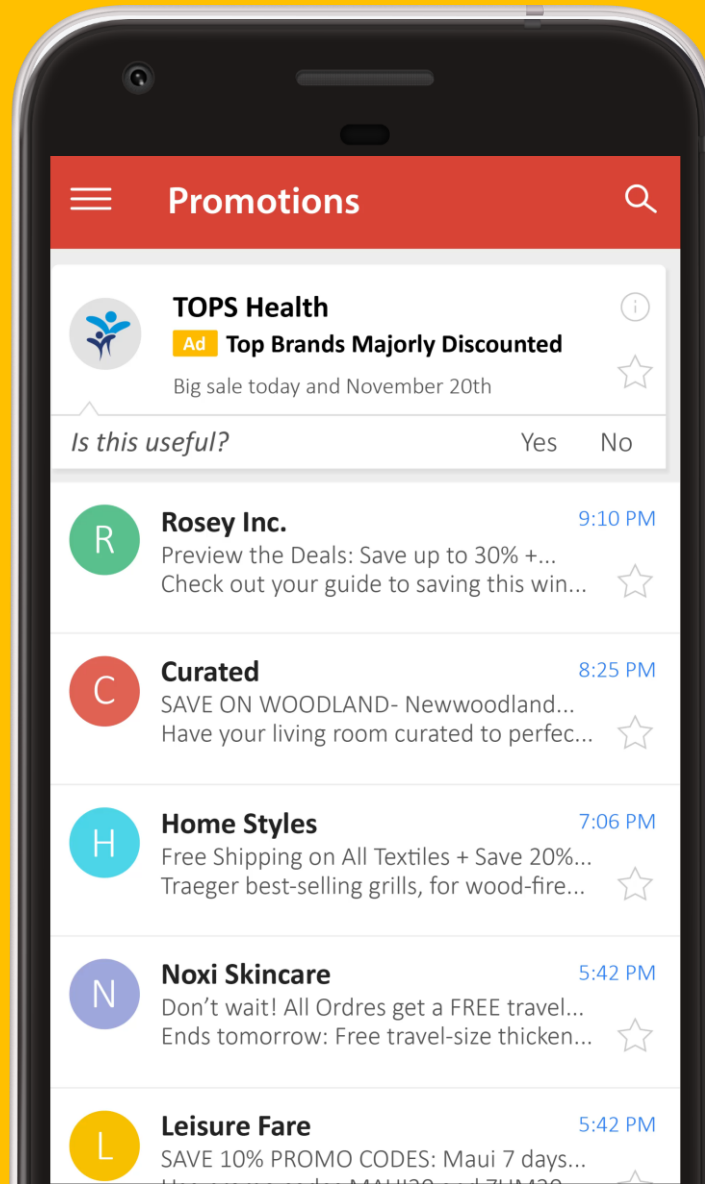 Promotions
TOPS Health
Ad Top Brands Majorly Discounted
Big sale today and November 20th
Is this useful? Yes No
R
Rosey Inc. 9:10 PM
Preview the Deals: Save up to 30% +...
Check out your guide to saving this win...
C
Curated 8:25 PM
SAVE ON WOODLAND- Newwoodland...
Have your living room curated to perfec...
H
Home Styles 7:06 PM
Free Shipping on All Textiles + Save 20%...
Traeger best-selling grills, for wood-fire...
N
Noxi Skincare 5:42 PM
Don't wait! All Ordres get a FREE travel...
Ends tomorrow: Free travel-size thicken...
L
Leisure Fare 5:42 PM
SAVE 10% PROMO CODES: Maui 7 days...